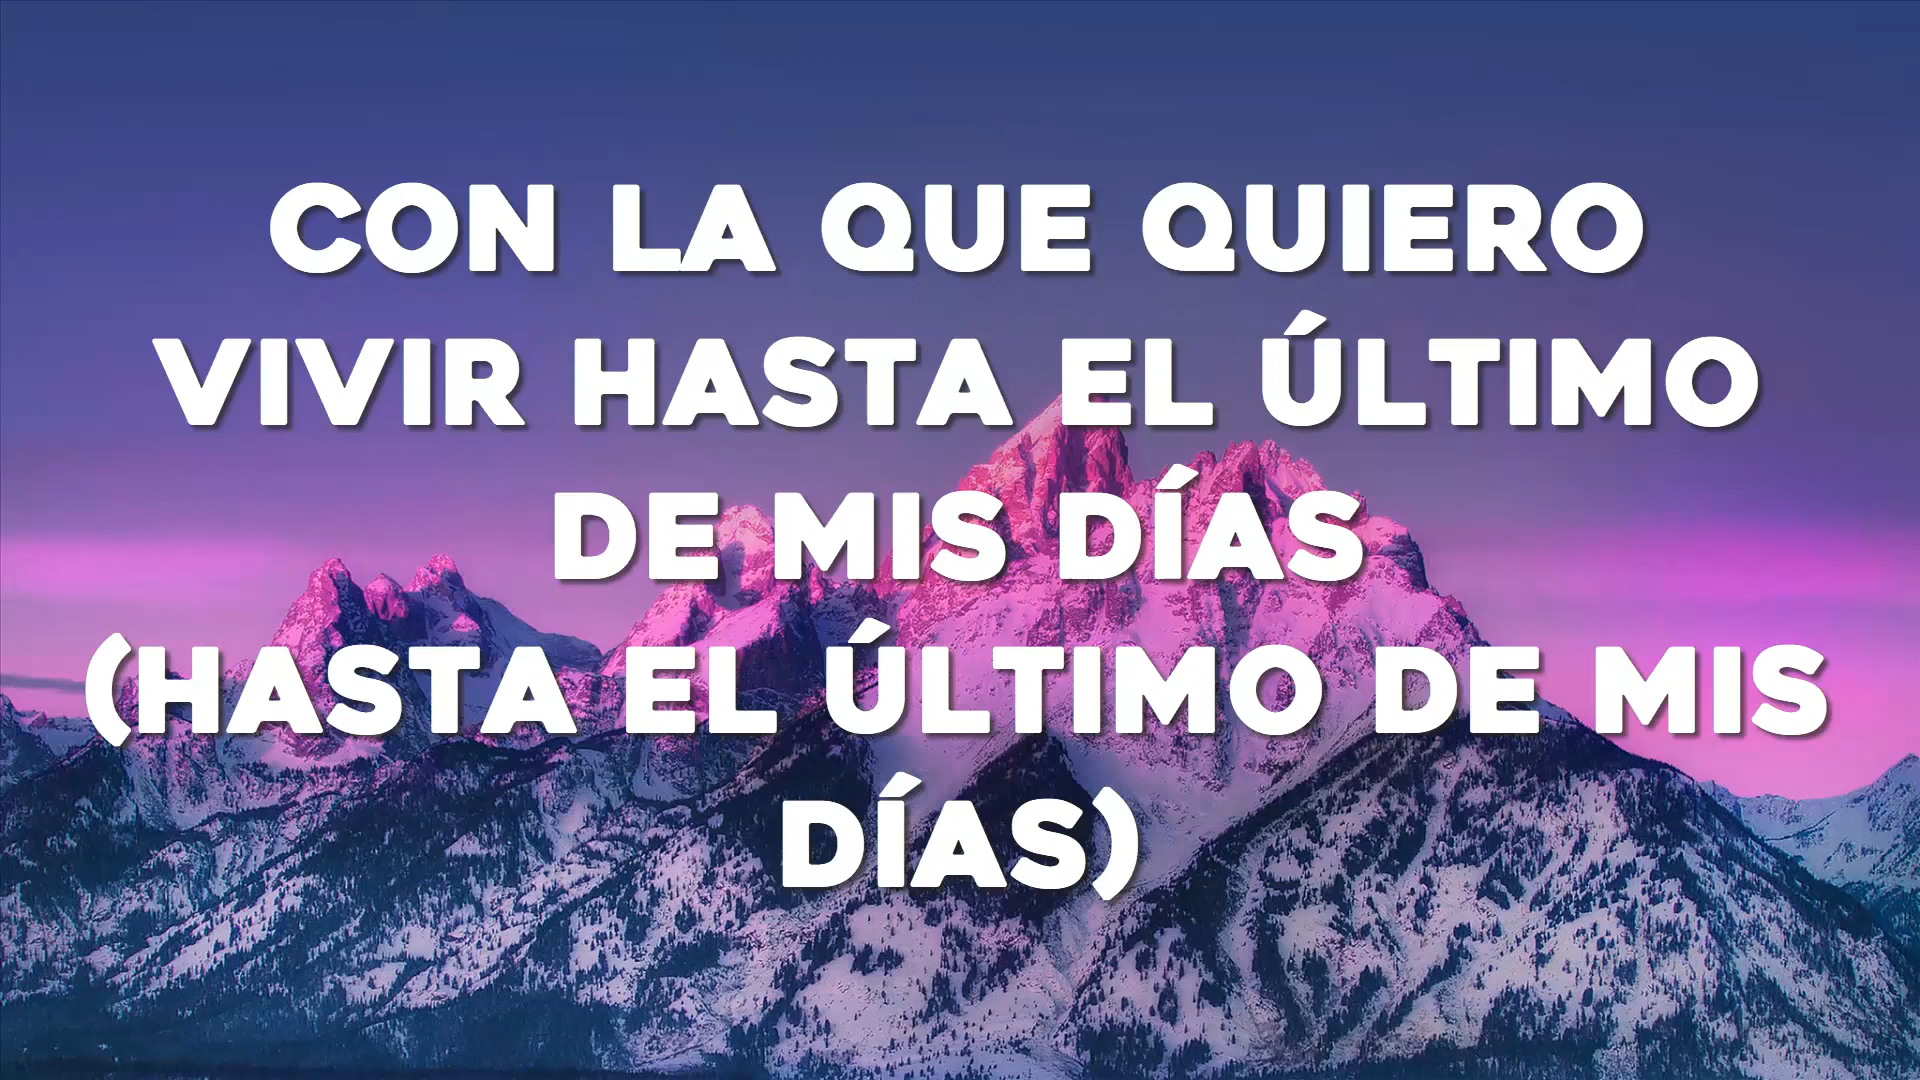 CON LA QUE QUIERO
VIVIR HASTA EL ÚLTIMO
DE MIS DÍAS
(HASTA EL ÚLTIMO DE MIS
DÍAS)